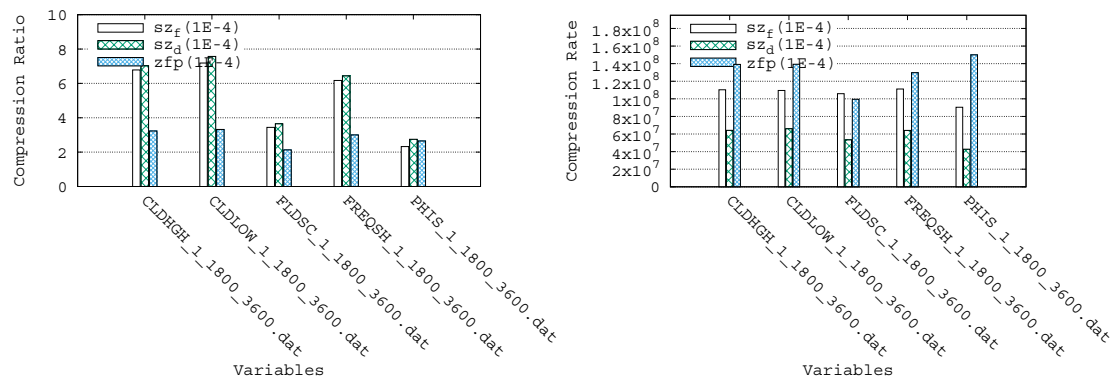 Compression Ratio
10
8
6
4
2
0
sz_f(1E-4)
sz_d(1E-4)
zfp(1E-4)
CLDHGH_1_1800_3600.dat
CLDLOW_1_1800_3600.dat
FLDSC_1_1800_3600.dat
FREQSH_1_1800_3600.dat
PHIS_1_1800_3600.dat
Variables
Compression Rate
1.8x10^8
1.6x10^8
1.4x10^8
1.2x10^8
1x10^8
8x10^7
6x10^7
4x10^7
2x10^7
0
sz_f(1E-4)
sz_d(1E-4)
zfp(1E-4)
CLDHGH_1_1800_3600.dat
CLDLOW_1_1800_3600.dat
FLDSC_1_1800_3600.dat
FREQSH_1_1800_3600.dat
PHIS_1_1800_3600.dat
Variables